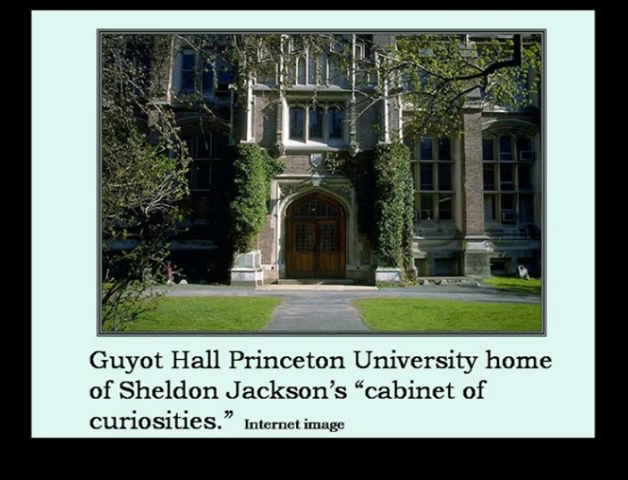 Guyot Hall Princeton University home
of Sheldon Jackson’s “cabinet of
curiosities.” Internet image